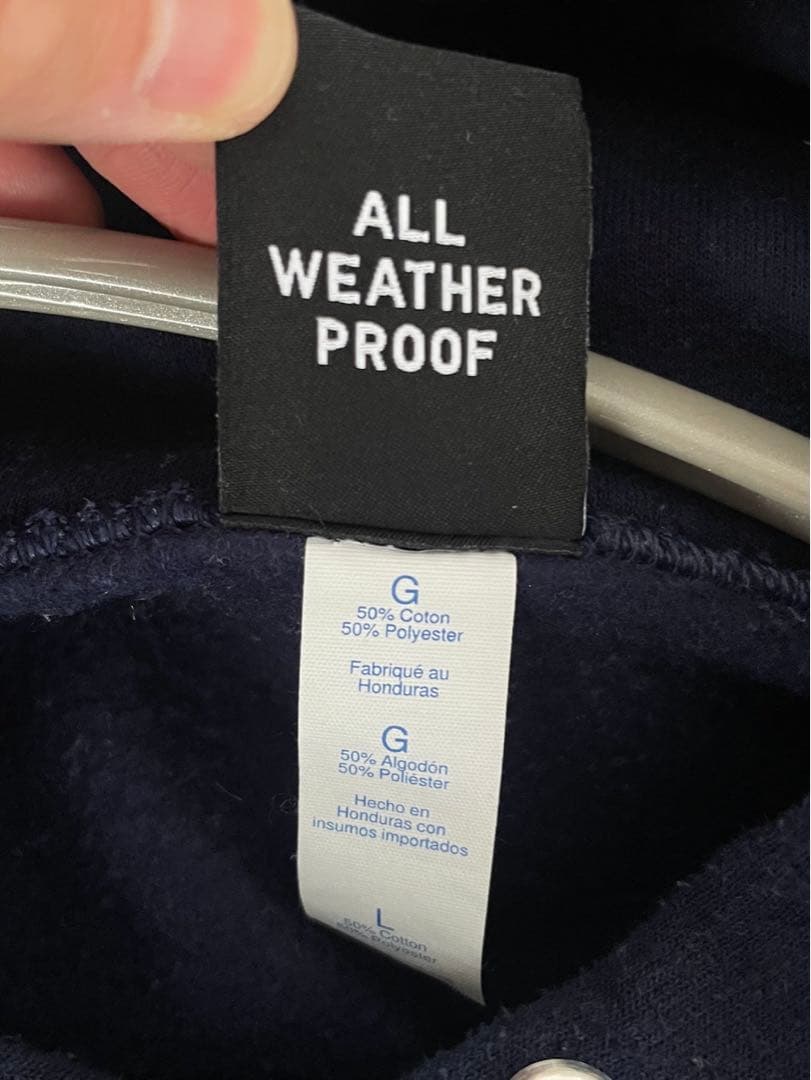 ALL
WEATHER
PROOF
G
50% Coton
50% Polyester
Fabriqué au
Honduras
G
50% Algodón
50% Poliéster
Hecho en
Honduras con
insumos importados
L
50% Cotton
50% Polyester